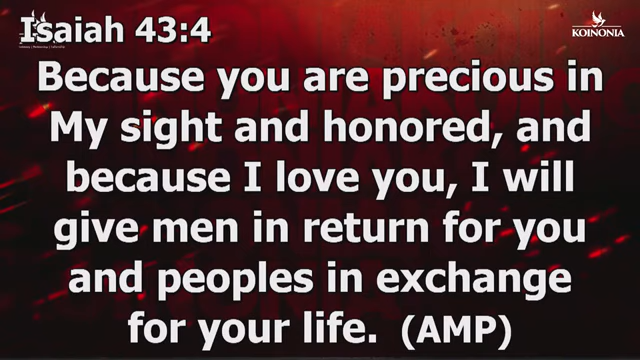 Isaiah 43:4
KOINONIA
Because you are precious in
My sight and honored, and
because I love you, I will
give men in return for you
and peoples in exchange
for your life.  (AMP)